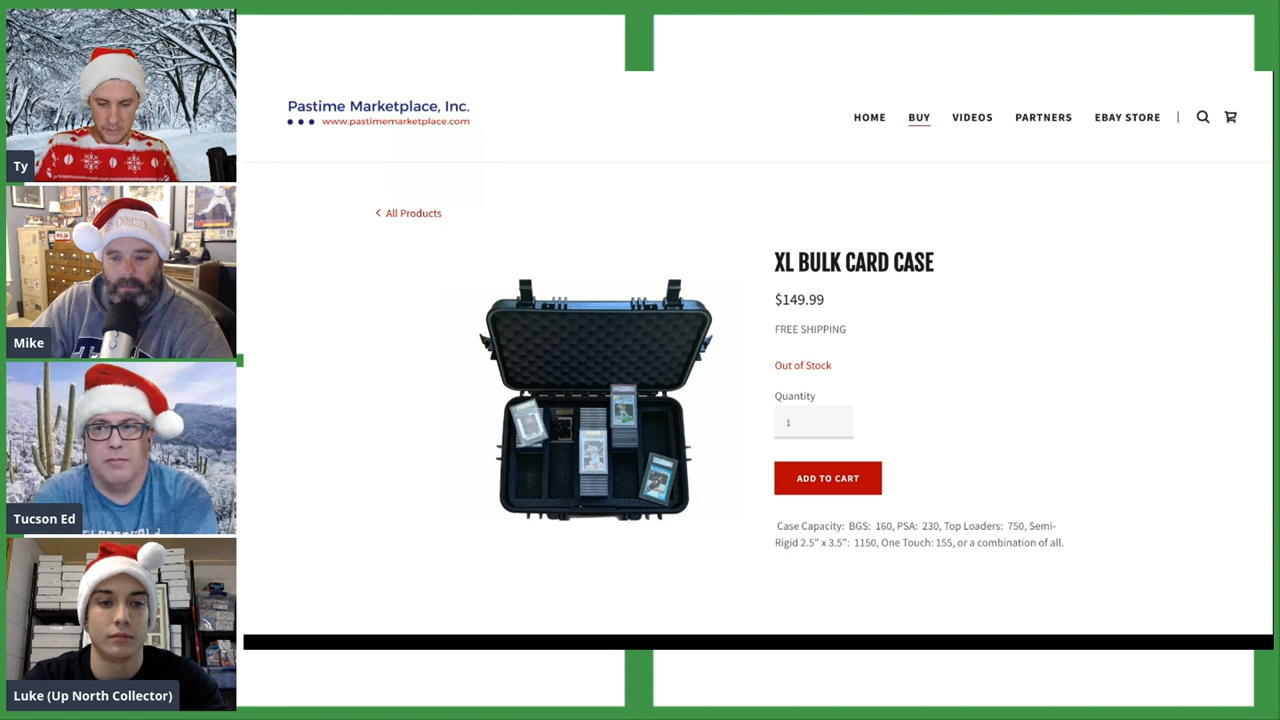 Ty
Mike
Tucson Ed
Luke (Up North Collector)
Pastime Marketplace, Inc.
www.pastimemarketplace.com
HOME BUY VIDEOS PARTNERS EBAY STORE
All Products
XL BULK CARD CASE
$149.99
FREE SHIPPING
Out of Stock
Quantity
1
ADD TO CART
Case Capacity: BGS: 160, PSA: 230, Top Loaders: 750, Semi-
Rigid 2.5" x 3.5": 1150, One Touch: 155, or a combination of all.